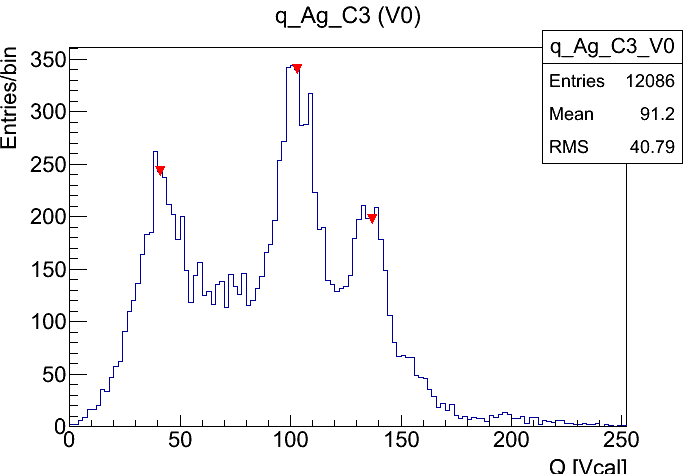 q_Ag_C3 (V0)
q_Ag_C3_V0
Entries 12086
Mean 91.2
RMS 40.79
Entries/bin
350
300
250
200
150
100
50
0
0 50 100 150 200 250
Q [Vcal]